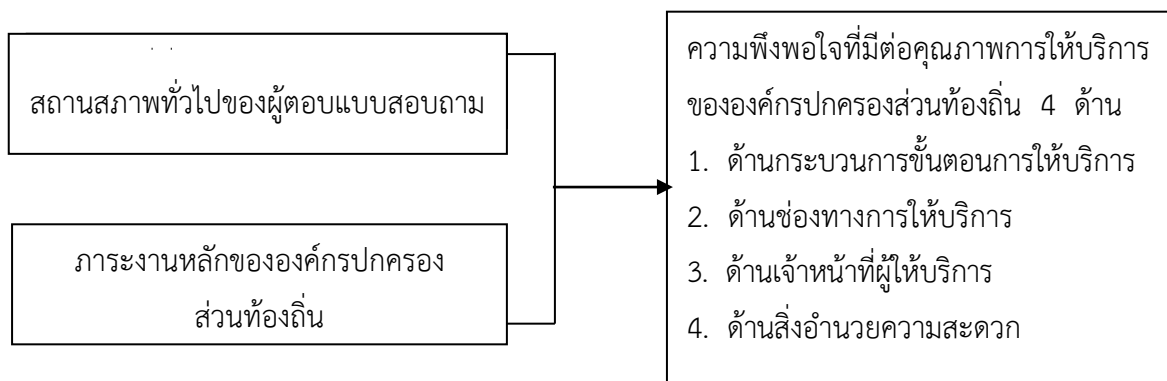 สถานสภาพทั่วไปของผู้ตอบแบบสอบถาม
ภาระงานหลักขององค์กรปกครอง
ส่วนท้องถิ่น
ความพึงพอใจที่มีต่อคุณภาพการให้บริการ
ขององค์กรปกครองส่วนท้องถิ่น 4 ด้าน
1. ด้านกระบวนการขั้นตอนการให้บริการ
2. ด้านช่องทางการให้บริการ
3. ด้านเจ้าหน้าที่ผู้ให้บริการ
4. ด้านสิ่งอำนวยความสะดวก